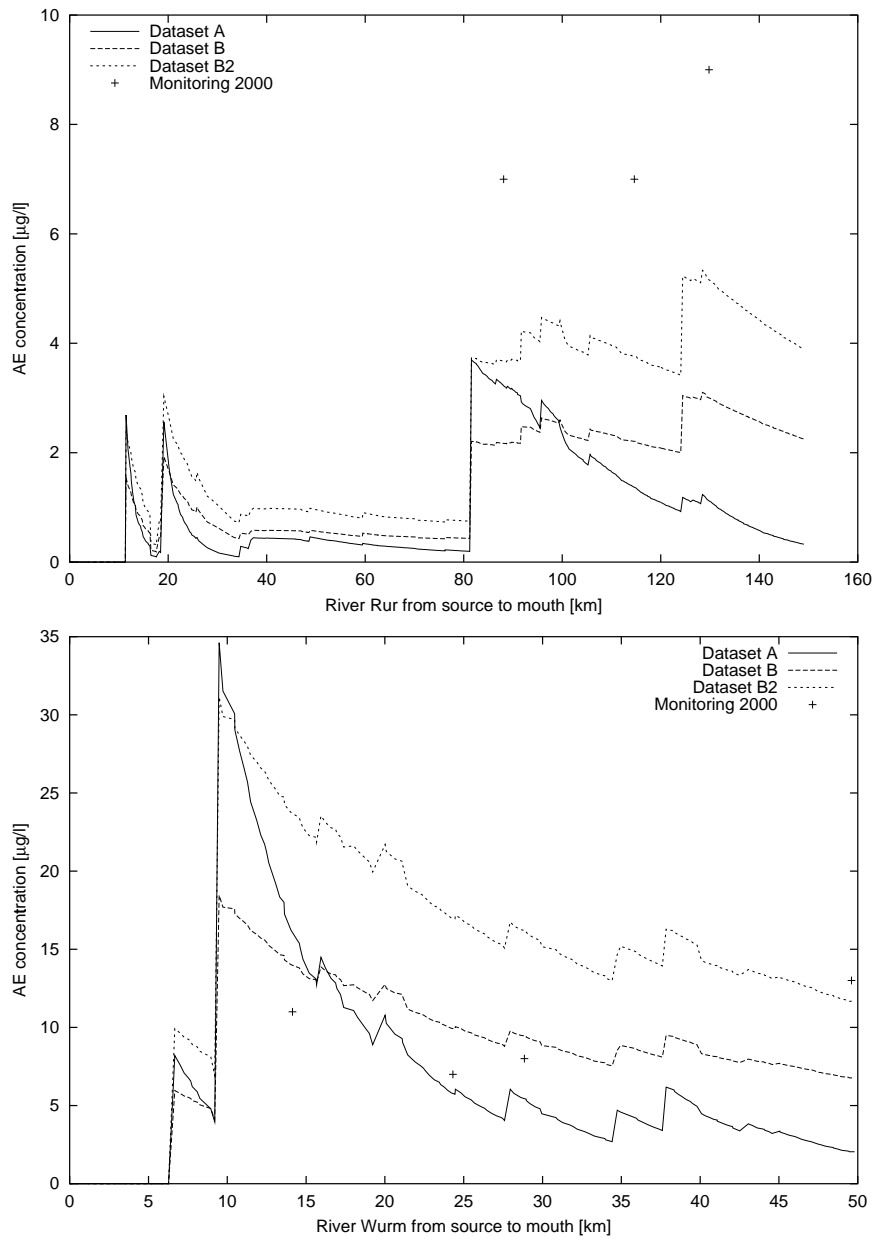 10
8
6
4
2
0
AE concentration [µg/l]
Dataset A
Dataset B
Dataset B2
Monitoring 2000
0 20 40 60 80 100 120 140 160
River Rur from source to mouth [km]
35
30
25
20
15
10
5
0
AE concentration [µg/l]
Dataset A
Dataset B
Dataset B2
Monitoring 2000
0 5 10 15 20 25 30 35 40 45 50
River Wurm from source to mouth [km]